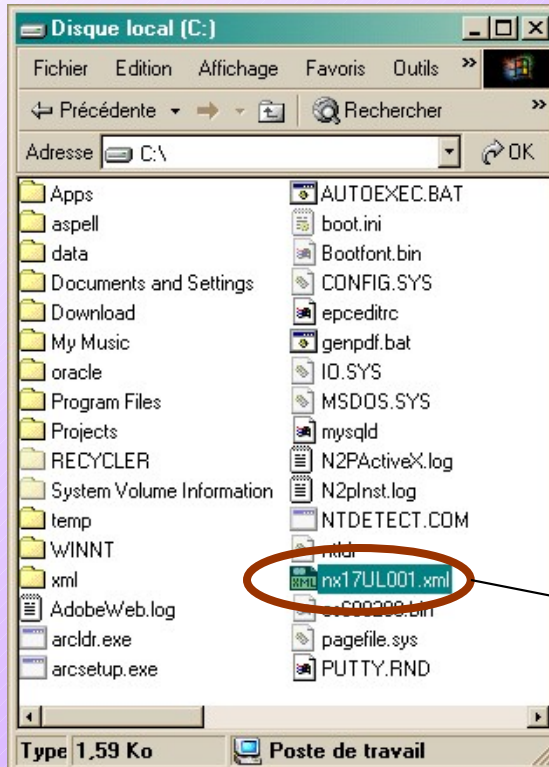 Disque local (C:)
Fichier Edition Affichage Favoris Outils »
Précédente Rechercher »
Adresse C:\ OK
Apps
aspell
data
Documents and Settings
Download
My Music
oracle
Program Files
Projects
RECYCLER
System Volume Information
temp
WINNT
xml
AdobeWeb.log
arcldr.exe
arcsetup.exe
AUTOEXEC.BAT
boot.ini
Bootfont.bin
CONFIG.SYS
epceditrc
genpdf.bat
IO.SYS
MSDOS.SYS
mysqld
N2PActiveX.log
N2pInst.log
NTDETECT.COM
ntldr
XML nx17UL001.xml
pagefile.sys
PUTTY.RND
Type 1,59 Ko Poste de travail